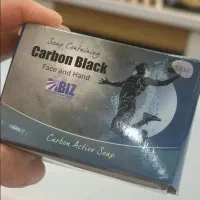 Soap Containing
Carbon Black
Face and Hand
BIZ
Carbon Active Soap